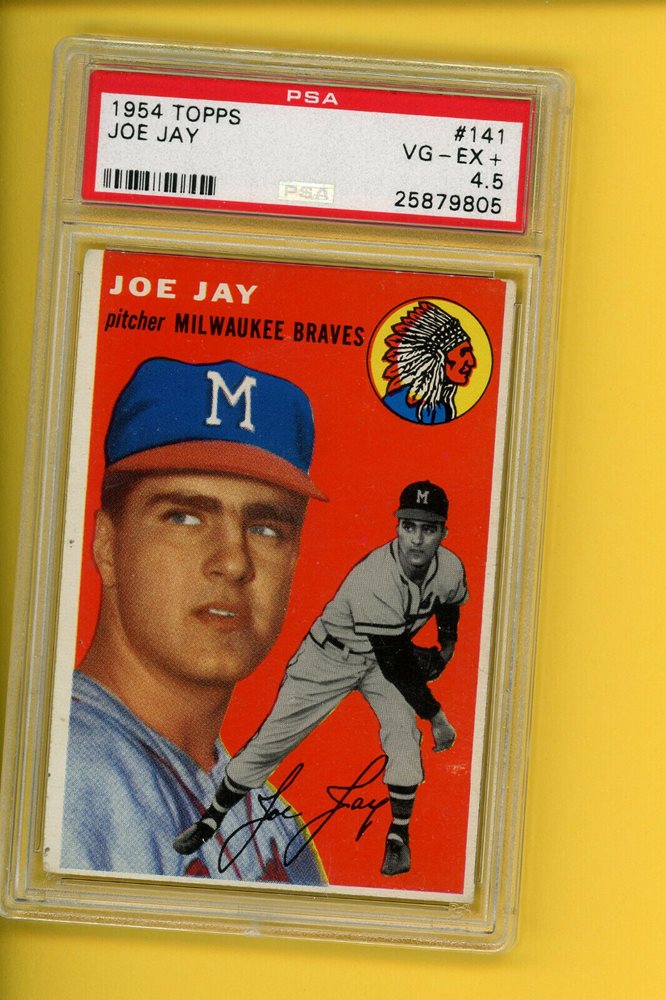 PSA
1954 TOPPS #141
JOE JAY VG-EX+
4.5
PSA 25879805
JOE JAY
pitcher MILWAUKEE BRAVES
M
M
Joe Jay